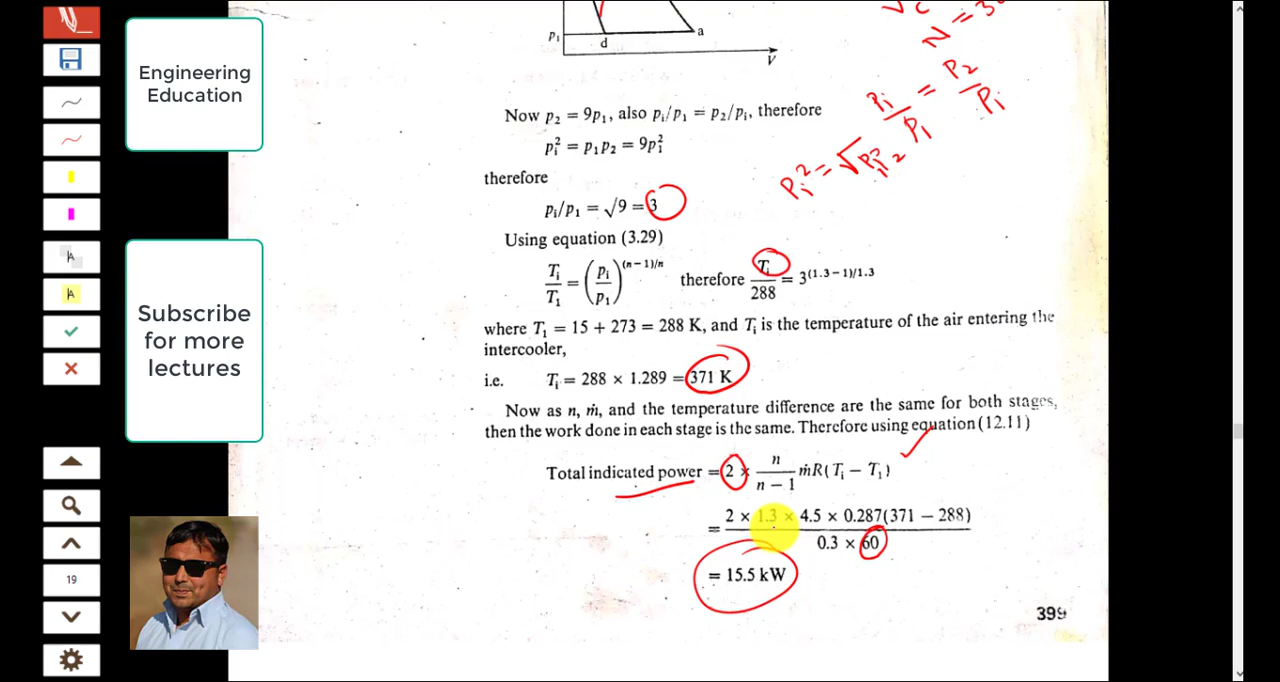 Engineering
Education
Subscribe
for more
lectures
19
A
A
P₁
d
a
V
√C
N = 3
Now p₂ = 9p₁, also pᵢ/p₁ = p₂/pᵢ, therefore
pᵢ² = p₁p₂ = 9p₁²
therefore
pᵢ/p₁ = √9 = 3
Pᵢ/P₁ = P₂/Pᵢ
Using equation (3.29)
Tᵢ/T₁ = (pᵢ/p₁)^(n−1)/n therefore Tᵢ/288 = 3^(1.3−1)/1.3
where T₁ = 15 + 273 = 288 K, and Tᵢ is the temperature of the air entering the
intercooler,
i.e. Tᵢ = 288 × 1.289 = 371 K
Now as n, ṁ, and the temperature difference are the same for both stages,
then the work done in each stage is the same. Therefore using equation (12.11)
Total indicated power = 2 × n/(n − 1) ṁR(Tᵢ − T₁)
= 2 × 1.3 × 4.5 × 0.287(371 − 288)
0.3 × 60
= 15.5 kW
399